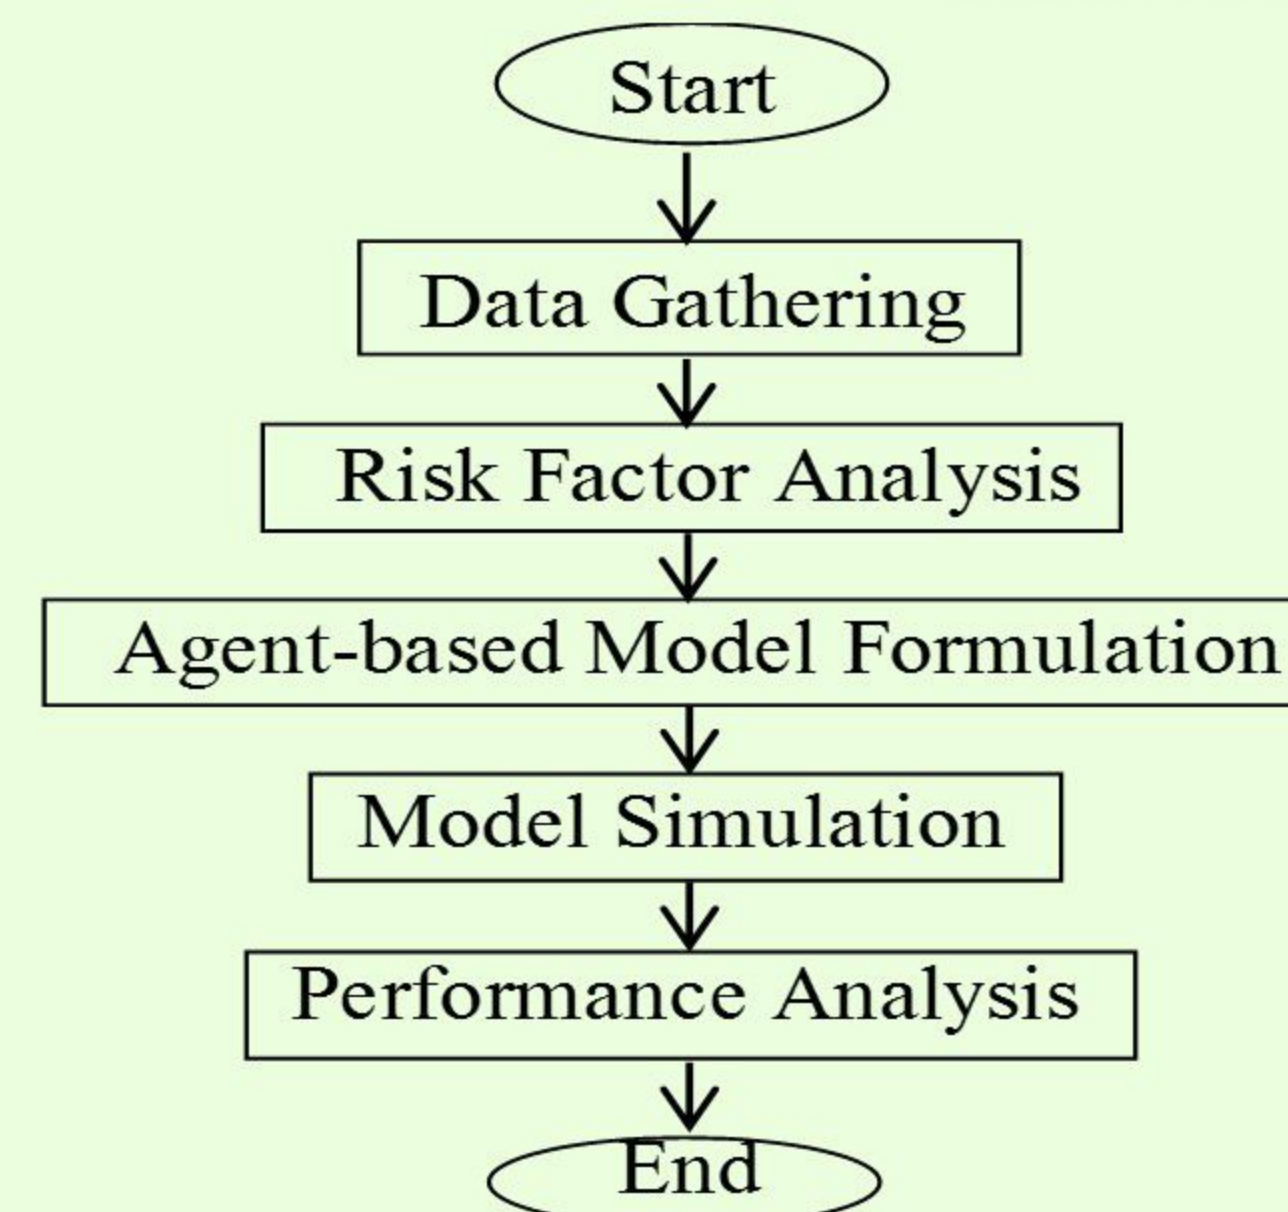 Start
Data Gathering
Risk Factor Analysis
Agent-based Model Formulation
Model Simulation
Performance Analysis
End